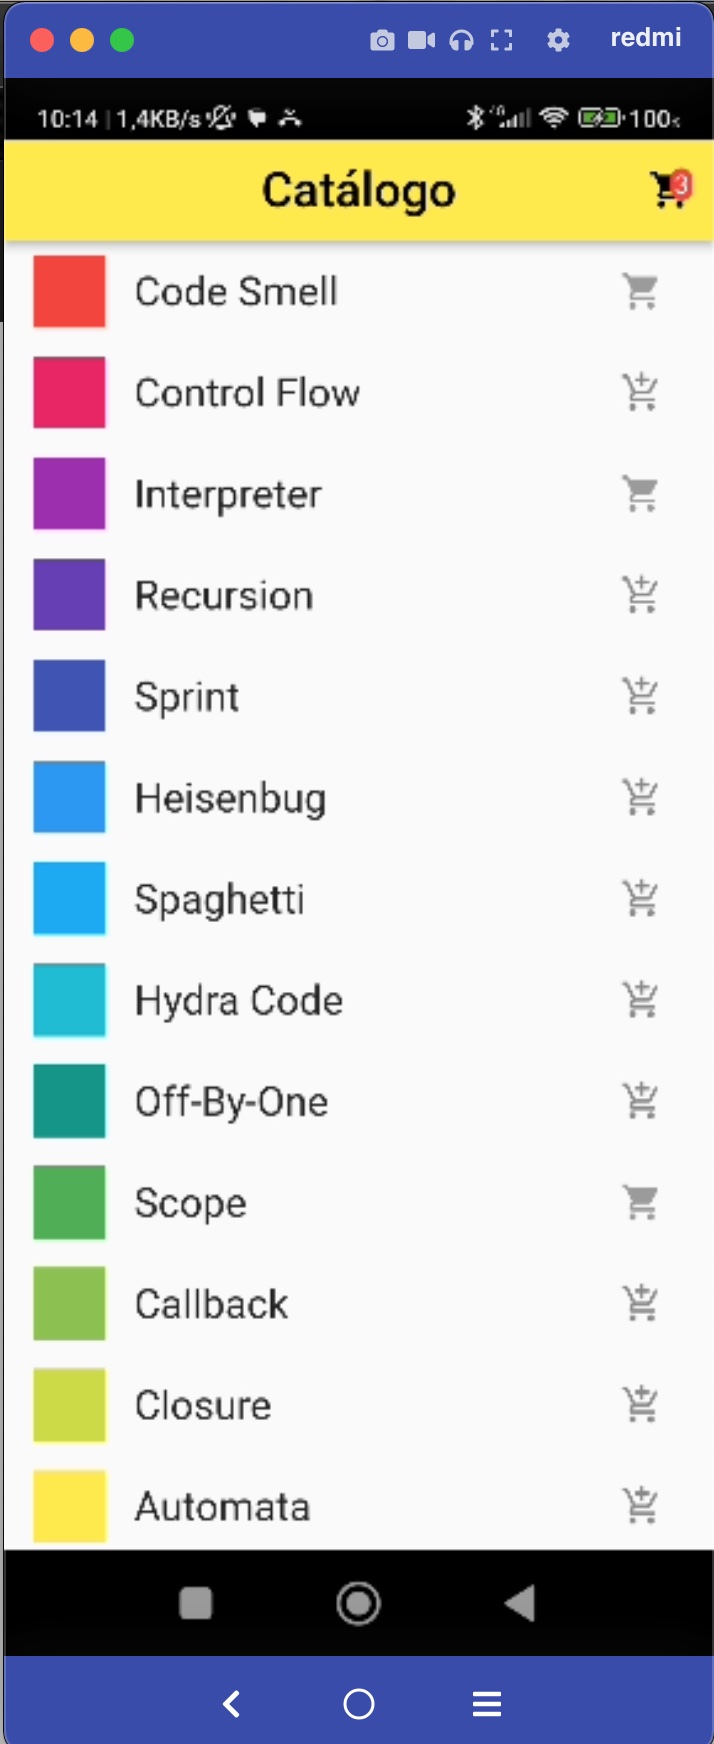 redmi
10:14 | 1,4KB/s 100
Catálogo 3
Code Smell
Control Flow
Interpreter
Recursion
Sprint
Heisenbug
Spaghetti
Hydra Code
Off-By-One
Scope
Callback
Closure
Automata